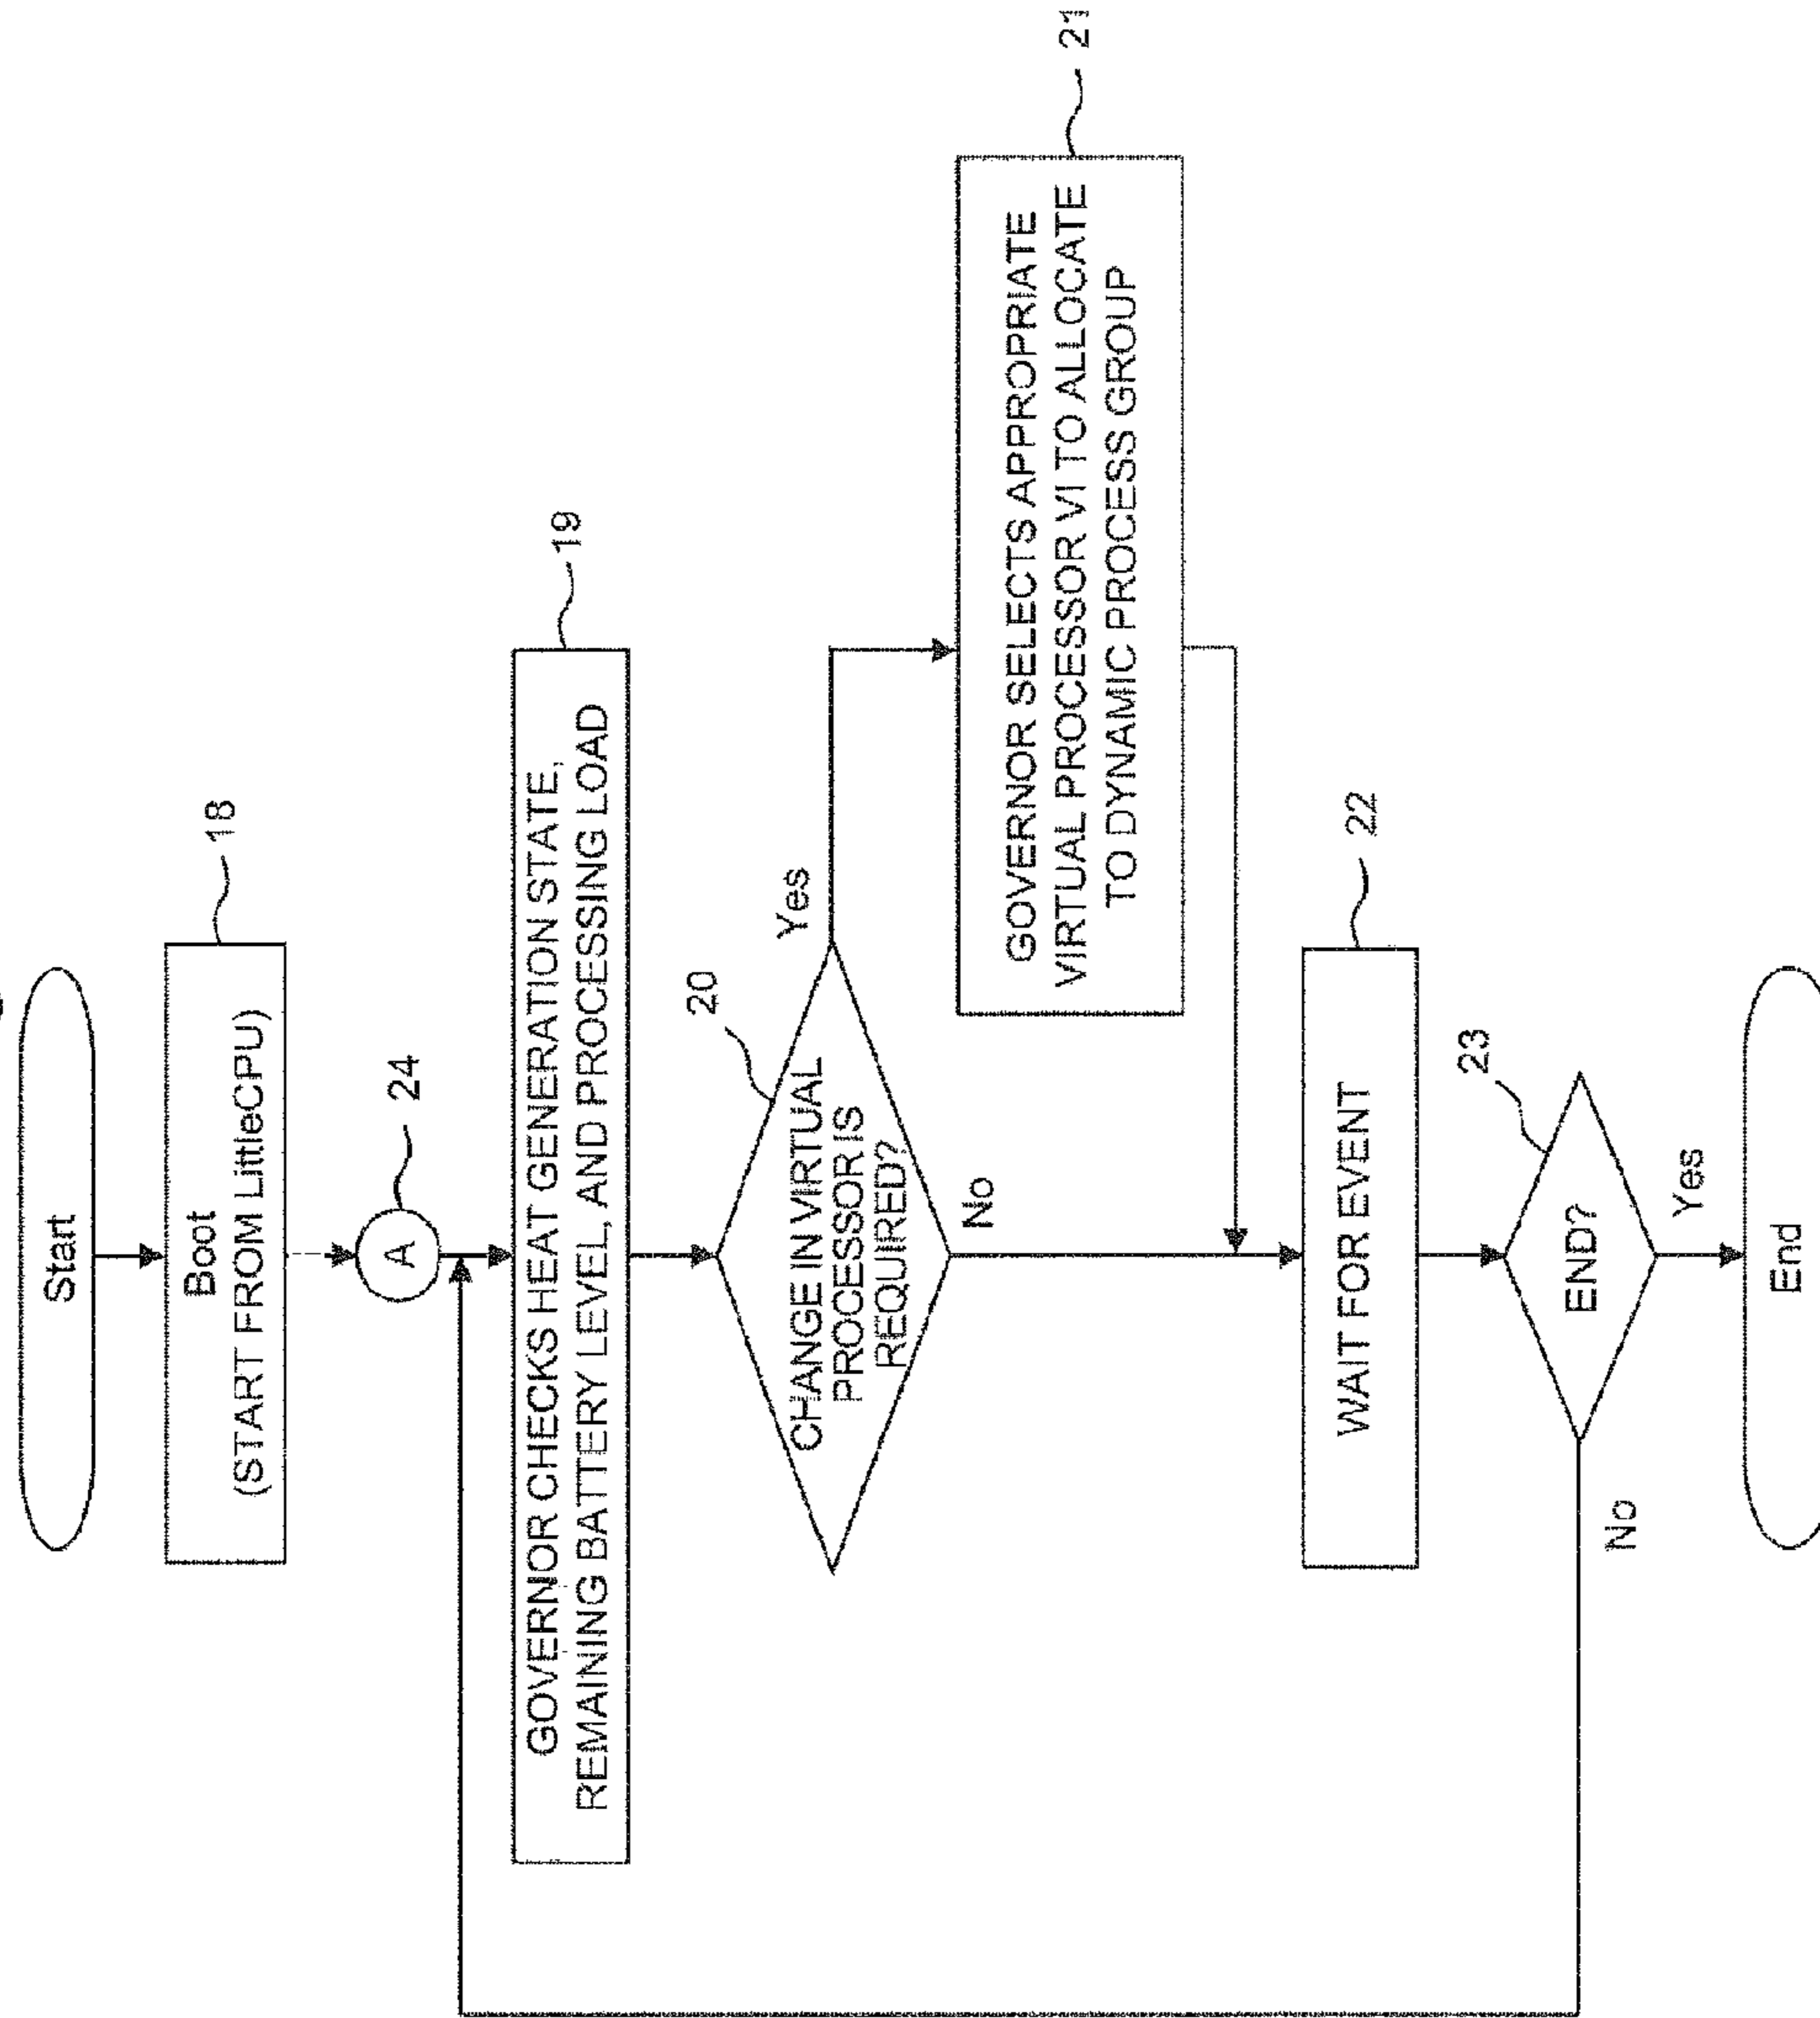 Start
Boot
(START FROM LittleCPU)
18
A
24
GOVERNOR CHECKS HEAT GENERATION STATE,
REMAINING BATTERY LEVEL, AND PROCESSING LOAD
19
CHANGE IN VIRTUAL
PROCESSOR IS
REQUIRED?
20
Yes
No
GOVERNOR SELECTS APPROPRIATE
VIRTUAL PROCESSOR VI TO ALLOCATE
TO DYNAMIC PROCESS GROUP
21
WAIT FOR EVENT
22
END?
23
No
Yes
End